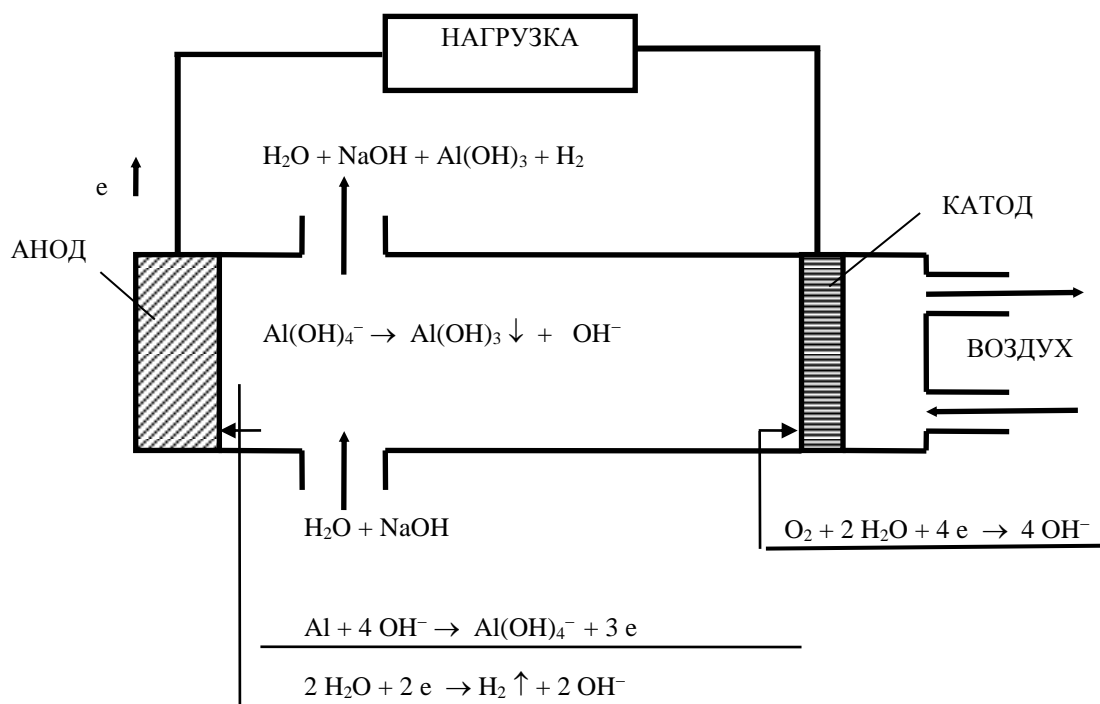 НАГРУЗКА
H₂O + NaOH + Al(OH)₃ + H₂
e
КАТОД
АНОД
Al(OH)₄⁻ → Al(OH)₃ ↓ + OH⁻
ВОЗДУХ
H₂O + NaOH
O₂ + 2 H₂O + 4 e → 4 OH⁻
Al + 4 OH⁻ → Al(OH)₄⁻ + 3 e
2 H₂O + 2 e → H₂ ↑ + 2 OH⁻